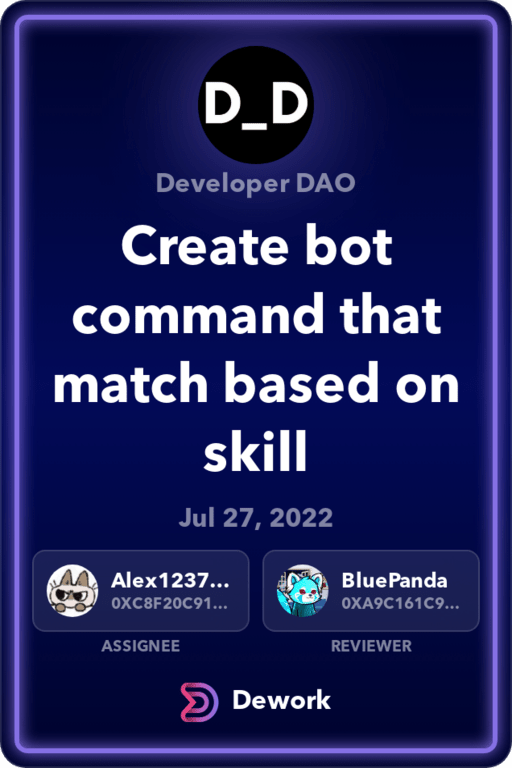 D_D
Developer DAO
Create bot
command that
match based on
skill
Jul 27, 2022
Alex1237...
0XC8F20C91...
ASSIGNEE
BluePanda
0XA9C161C9...
REVIEWER
Dework